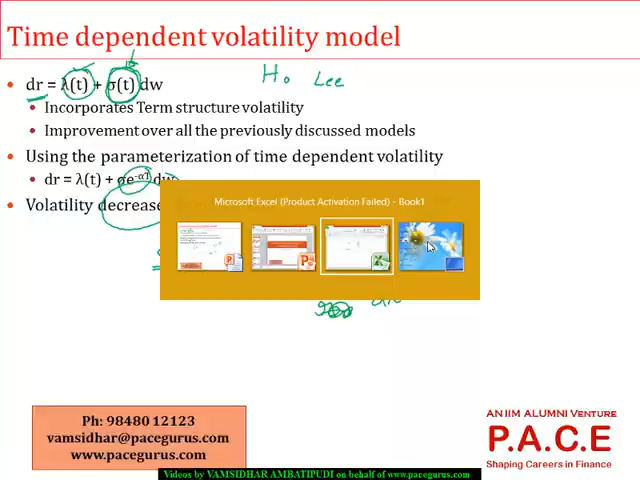 Time dependent volatility model
dr = λ(t) + σ(t) dw
Ho Lee
Incorporates Term structure volatility
Improvement over all the previously discussed models
Using the parameterization of time dependent volatility
dr = λ(t) + σe^-αT dw
Volatility decrease
Microsoft Excel (Product Activation Failed) - Book1
Ph: 98480 12123
vamsidhar@pacegurus.com
www.pacegurus.com
AN IIM ALUMNI VENTURE
P.A.C.E
Shaping Careers in Finance
Videos by VAMSIDHAR AMBATIPUDI on behalf of www.pacegurus.com